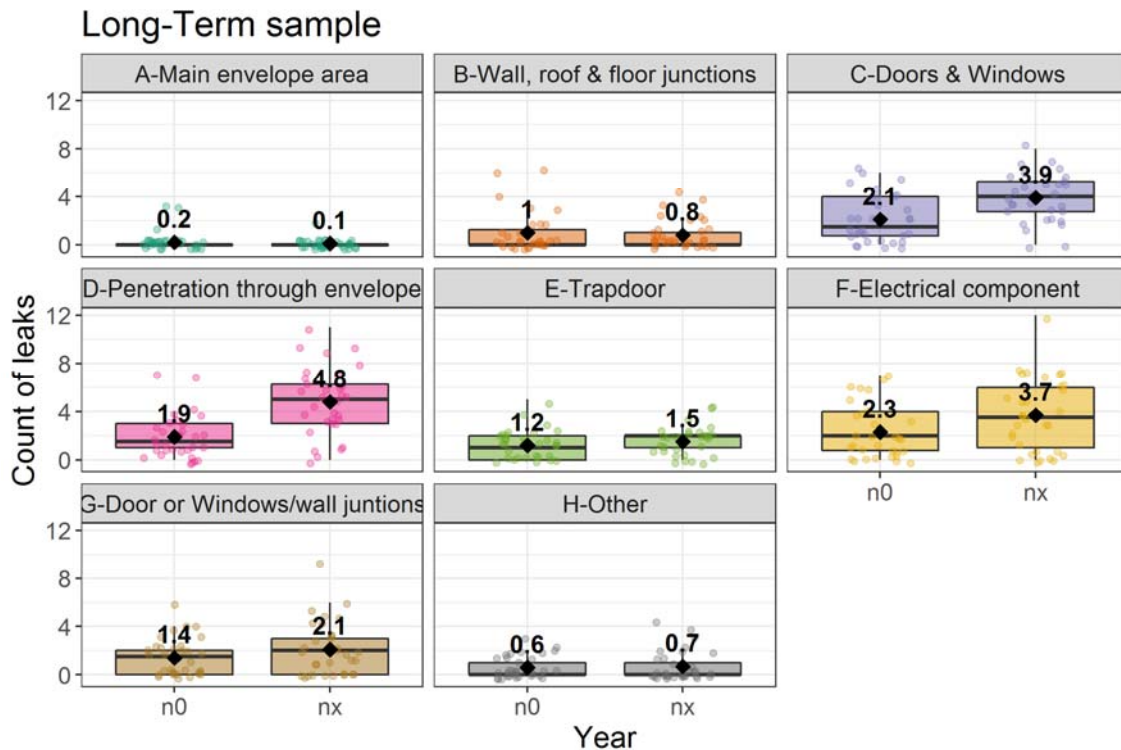 Long-Term sample
A-Main envelope area
B-Wall, roof & floor junctions
C-Doors & Windows
12
8
4
0
0.2
0.1
1
0.8
2.1
3.9
D-Penetration through envelope
E-Trapdoor
F-Electrical component
12
8
4
0
1.9
4.8
1.2
1.5
2.3
3.7
n0
nx
G-Door or Windows/wall juntions
H-Other
12
8
4
0
1.4
2.1
0.6
0.7
n0
nx
n0
nx
Count of leaks
Year